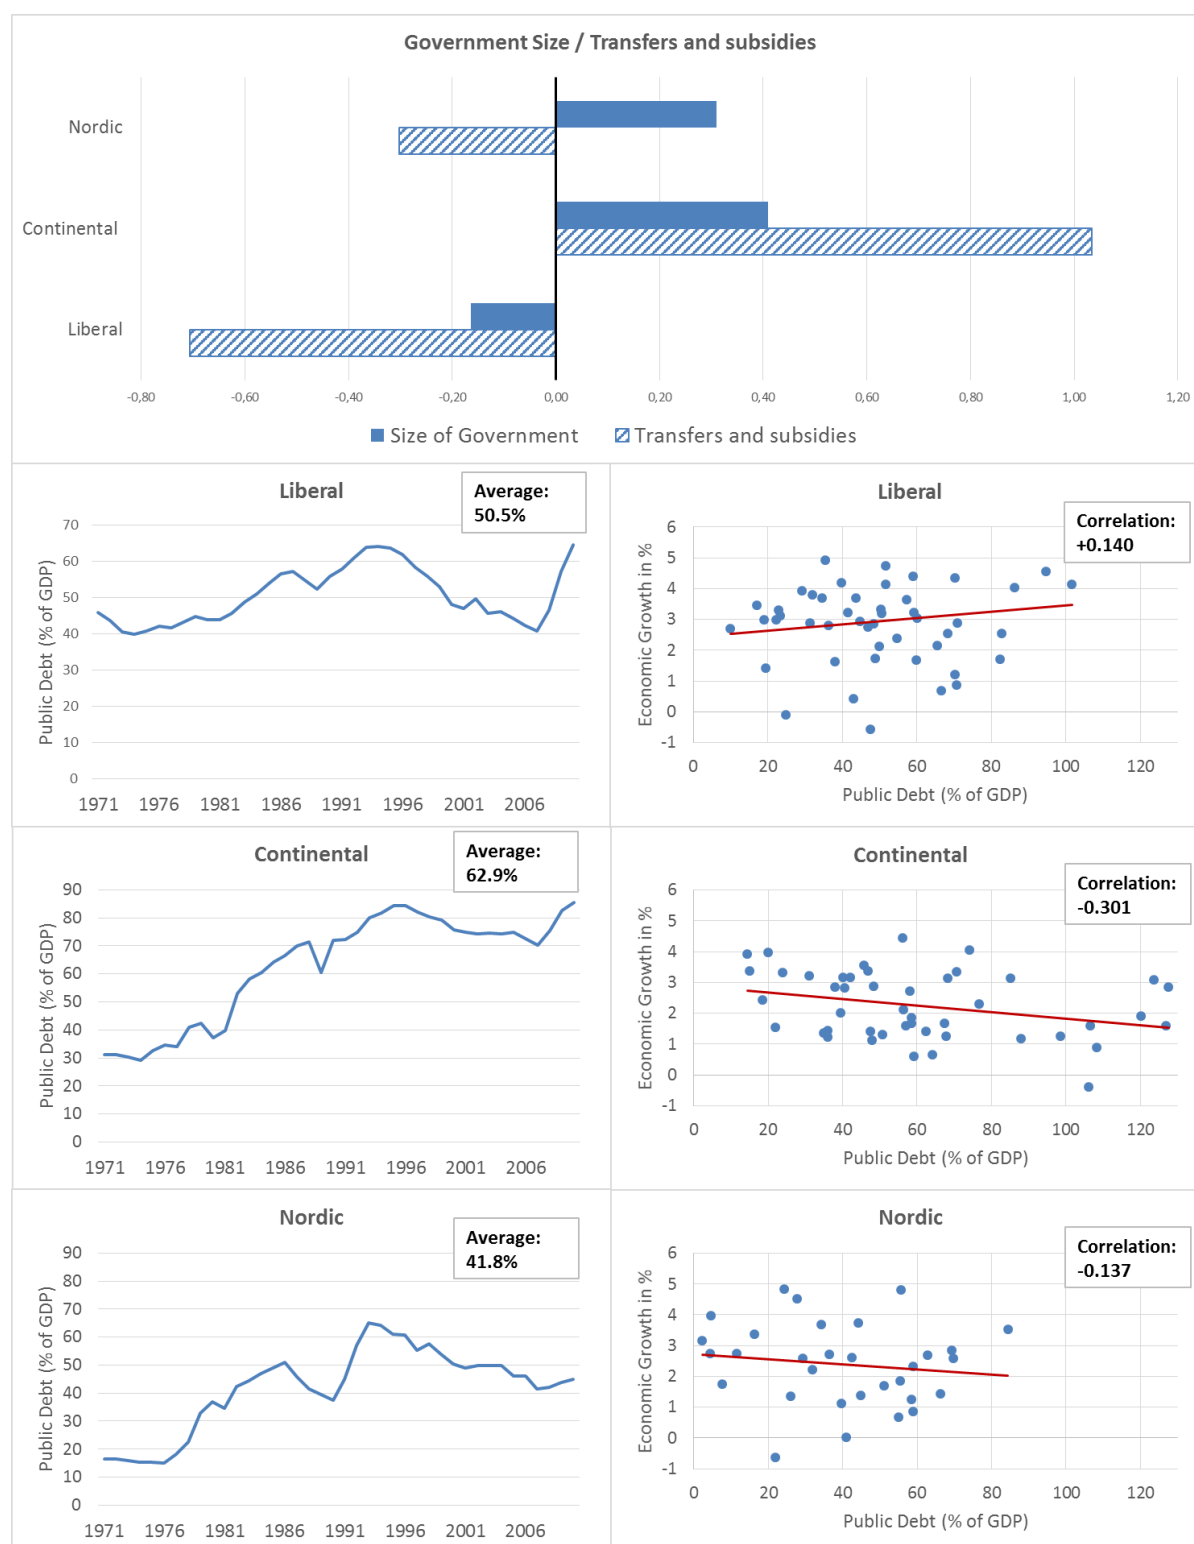 Government Size / Transfers and subsidies
Nordic
Continental
Liberal
-0,80 -0,60 -0,40 -0,20 0,00 0,20 0,40 0,60 0,80 1,00 1,20
Size of Government Transfers and subsidies
Liberal
Average:
50.5%
Public Debt (% of GDP)
70
60
50
40
30
20
10
0
1971 1976 1981 1986 1991 1996 2001 2006
Liberal
Correlation:
+0.140
Economic Growth in %
6
5
4
3
2
1
0
-1
0 20 40 60 80 100 120
Public Debt (% of GDP)
Continental
Average:
62.9%
Public Debt (% of GDP)
90
80
70
60
50
40
30
20
10
0
1971 1976 1981 1986 1991 1996 2001 2006
Continental
Correlation:
-0.301
Economic Growth in %
6
5
4
3
2
1
0
-1
0 20 40 60 80 100 120
Public Debt (% of GDP)
Nordic
Average:
41.8%
Public Debt (% of GDP)
90
80
70
60
50
40
30
20
10
0
1971 1976 1981 1986 1991 1996 2001 2006
Nordic
Correlation:
-0.137
Economic Growth in %
6
5
4
3
2
1
0
-1
0 20 40 60 80 100 120
Public Debt (% of GDP)